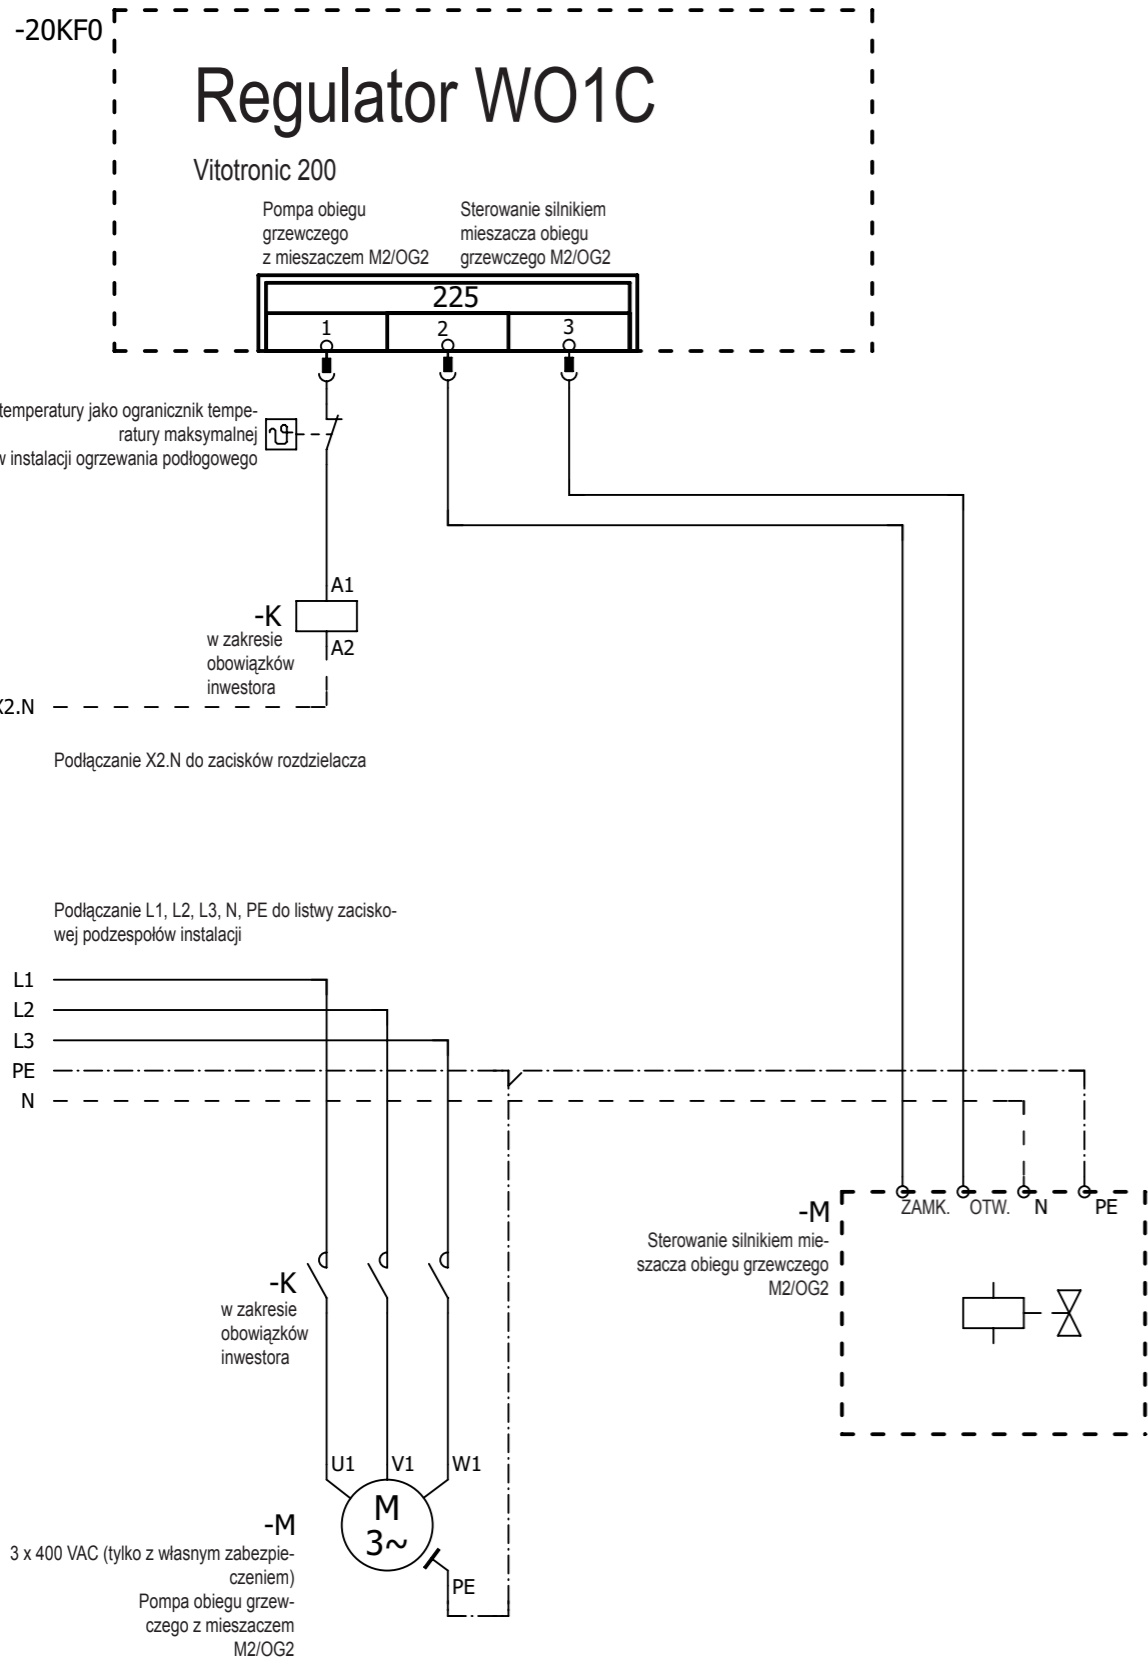 -20KF0
Regulator WO1C
Vitotronic 200
Pompa obiegu
grzewczego
z mieszaczem M2/OG2
Sterowanie silnikiem
mieszacza obiegu
grzewczego M2/OG2
225
1 2 3
temperatury jako ogranicznik tempe-
ratury maksymalnej
w instalacji ogrzewania podłogowego
A1
-K
w zakresie
obowiązków
inwestora
A2
X2.N
Podłączanie X2.N do zacisków rozdzielacza
Podłączanie L1, L2, L3, N, PE do listwy zacisko-
wej podzespołów instalacji
L1
L2
L3
PE
N
ZAMK. OTW. N PE
-M
Sterowanie silnikiem mie-
szacza obiegu grzewczego
M2/OG2
-K
w zakresie
obowiązków
inwestora
U1 V1 W1
M
3~
PE
-M
3 x 400 VAC (tylko z własnym zabezpie-
czeniem)
Pompa obiegu grzew-
czego z mieszaczem
M2/OG2